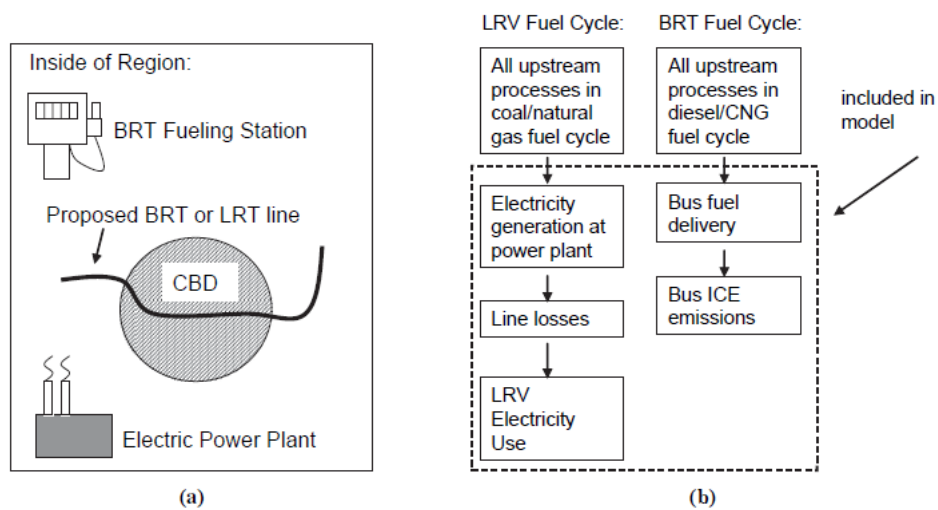 Inside of Region:
BRT Fueling Station
Proposed BRT or LRT line
CBD
Electric Power Plant
(a)
LRV Fuel Cycle:
All upstream
processes in
coal/natural
gas fuel cycle
Electricity
generation at
power plant
Line losses
LRV
Electricity
Use
BRT Fuel Cycle:
All upstream
processes in
diesel/CNG
fuel cycle
Bus fuel
delivery
Bus ICE
emissions
included in
model
(b)